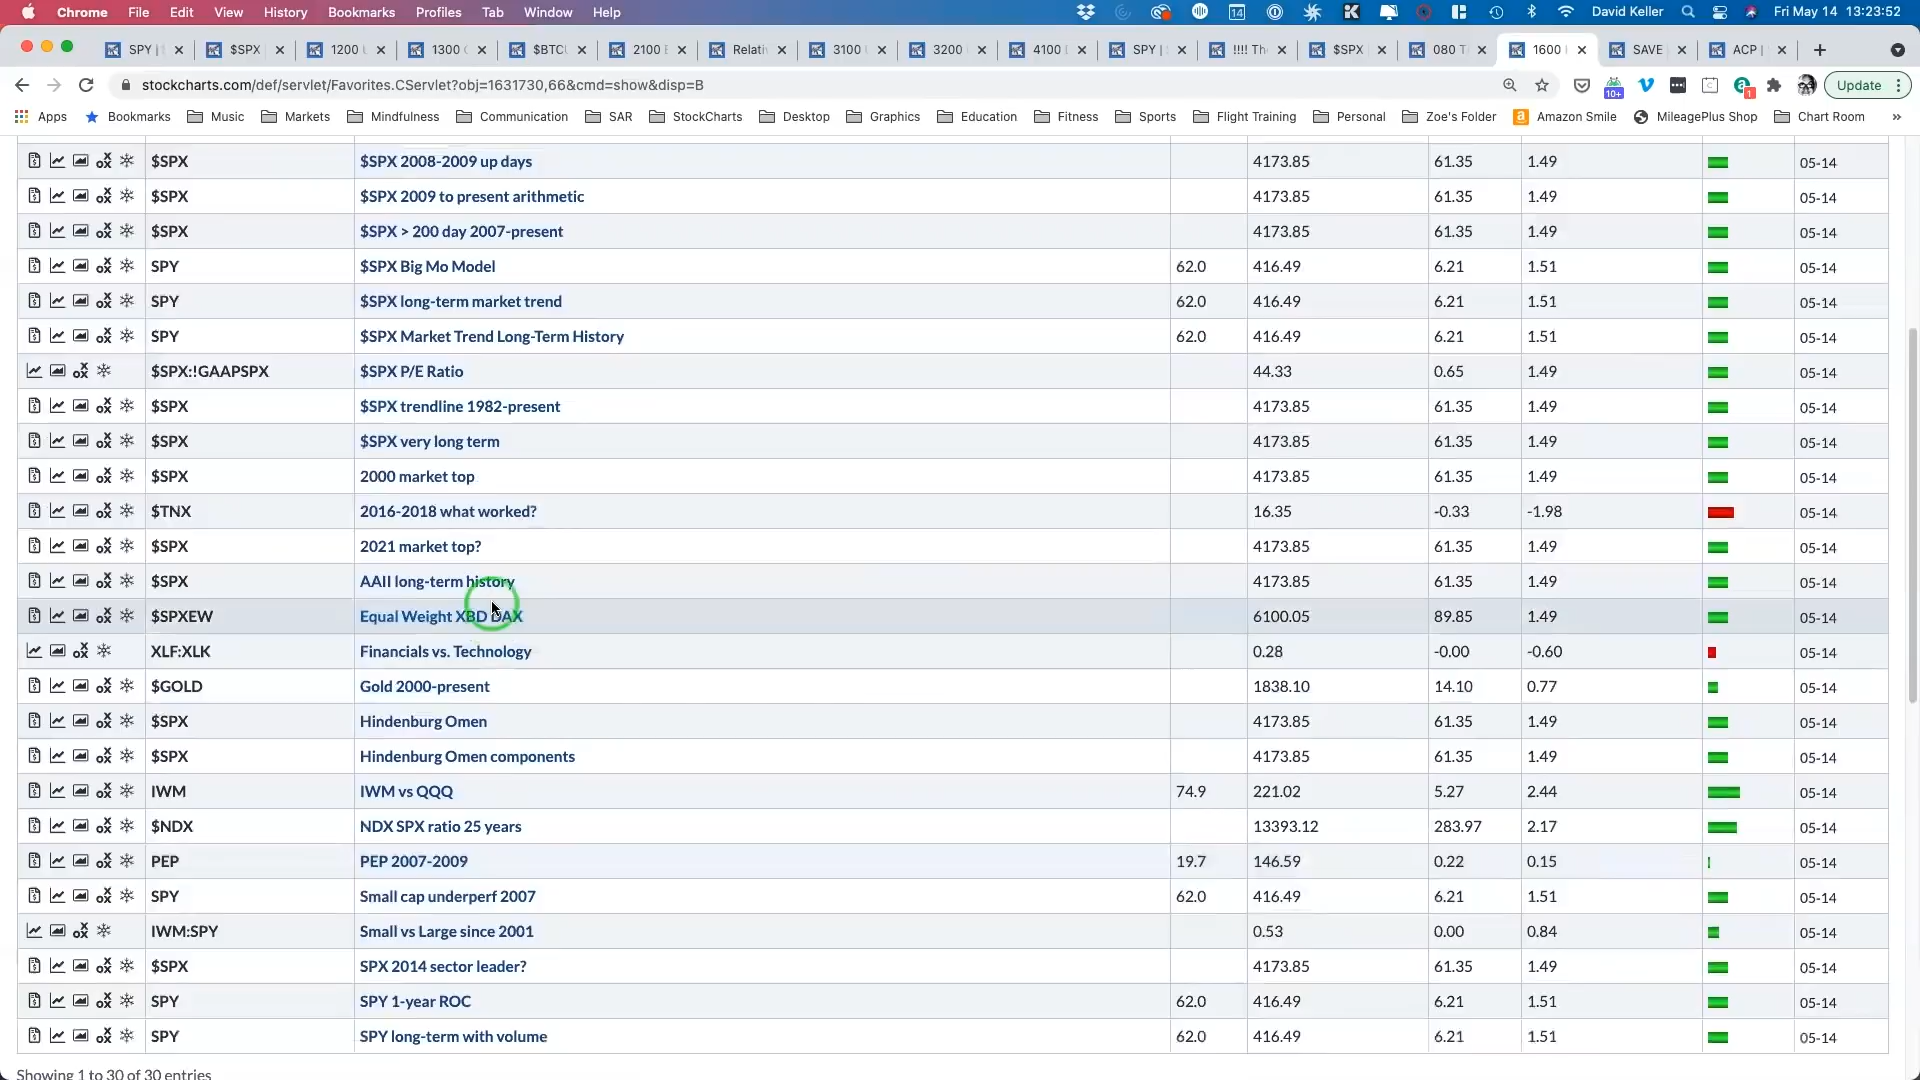 Chrome File Edit View History Bookmarks Profiles Tab Window Help 14 David Keller Fri May 14 13:23:52
SPY | $SPX 1200 1300 $BTCU 2100 Relati 3100 3200 4100 SPY | !!!! Th $SPX 080 T 1600 SAVE ACP |
stockcharts.com/def/servlet/Favorites.CServlet?obj=1631730,66&cmd=show&disp=B 10+ 1 Update
Apps Bookmarks Music Markets Mindfulness Communication SAR StockCharts Desktop Graphics Education Fitness Sports Flight Training Personal Zoe's Folder Amazon Smile MileagePlus Shop Chart Room »
$SPX $SPX 2008-2009 up days 4173.85 61.35 1.49 05-14
$SPX $SPX 2009 to present arithmetic 4173.85 61.35 1.49 05-14
$SPX $SPX > 200 day 2007-present 4173.85 61.35 1.49 05-14
SPY $SPX Big Mo Model 62.0 416.49 6.21 1.51 05-14
SPY $SPX long-term market trend 62.0 416.49 6.21 1.51 05-14
SPY $SPX Market Trend Long-Term History 62.0 416.49 6.21 1.51 05-14
$SPX:!GAAPSPX $SPX P/E Ratio 44.33 0.65 1.49 05-14
$SPX $SPX trendline 1982-present 4173.85 61.35 1.49 05-14
$SPX $SPX very long term 4173.85 61.35 1.49 05-14
$SPX 2000 market top 4173.85 61.35 1.49 05-14
$TNX 2016-2018 what worked? 16.35 -0.33 -1.98 05-14
$SPX 2021 market top? 4173.85 61.35 1.49 05-14
$SPX AAII long-term history 4173.85 61.35 1.49 05-14
$SPXEW Equal Weight XBD DAX 6100.05 89.85 1.49 05-14
XLF:XLK Financials vs. Technology 0.28 -0.00 -0.60 05-14
$GOLD Gold 2000-present 1838.10 14.10 0.77 05-14
$SPX Hindenburg Omen 4173.85 61.35 1.49 05-14
$SPX Hindenburg Omen components 4173.85 61.35 1.49 05-14
IWM IWM vs QQQ 74.9 221.02 5.27 2.44 05-14
$NDX NDX SPX ratio 25 years 13393.12 283.97 2.17 05-14
PEP PEP 2007-2009 19.7 146.59 0.22 0.15 05-14
SPY Small cap underperf 2007 62.0 416.49 6.21 1.51 05-14
IWM:SPY Small vs Large since 2001 0.53 0.00 0.84 05-14
$SPX SPX 2014 sector leader? 4173.85 61.35 1.49 05-14
SPY SPY 1-year ROC 62.0 416.49 6.21 1.51 05-14
SPY SPY long-term with volume 62.0 416.49 6.21 1.51 05-14
Showing 1 to 30 of 30 entries